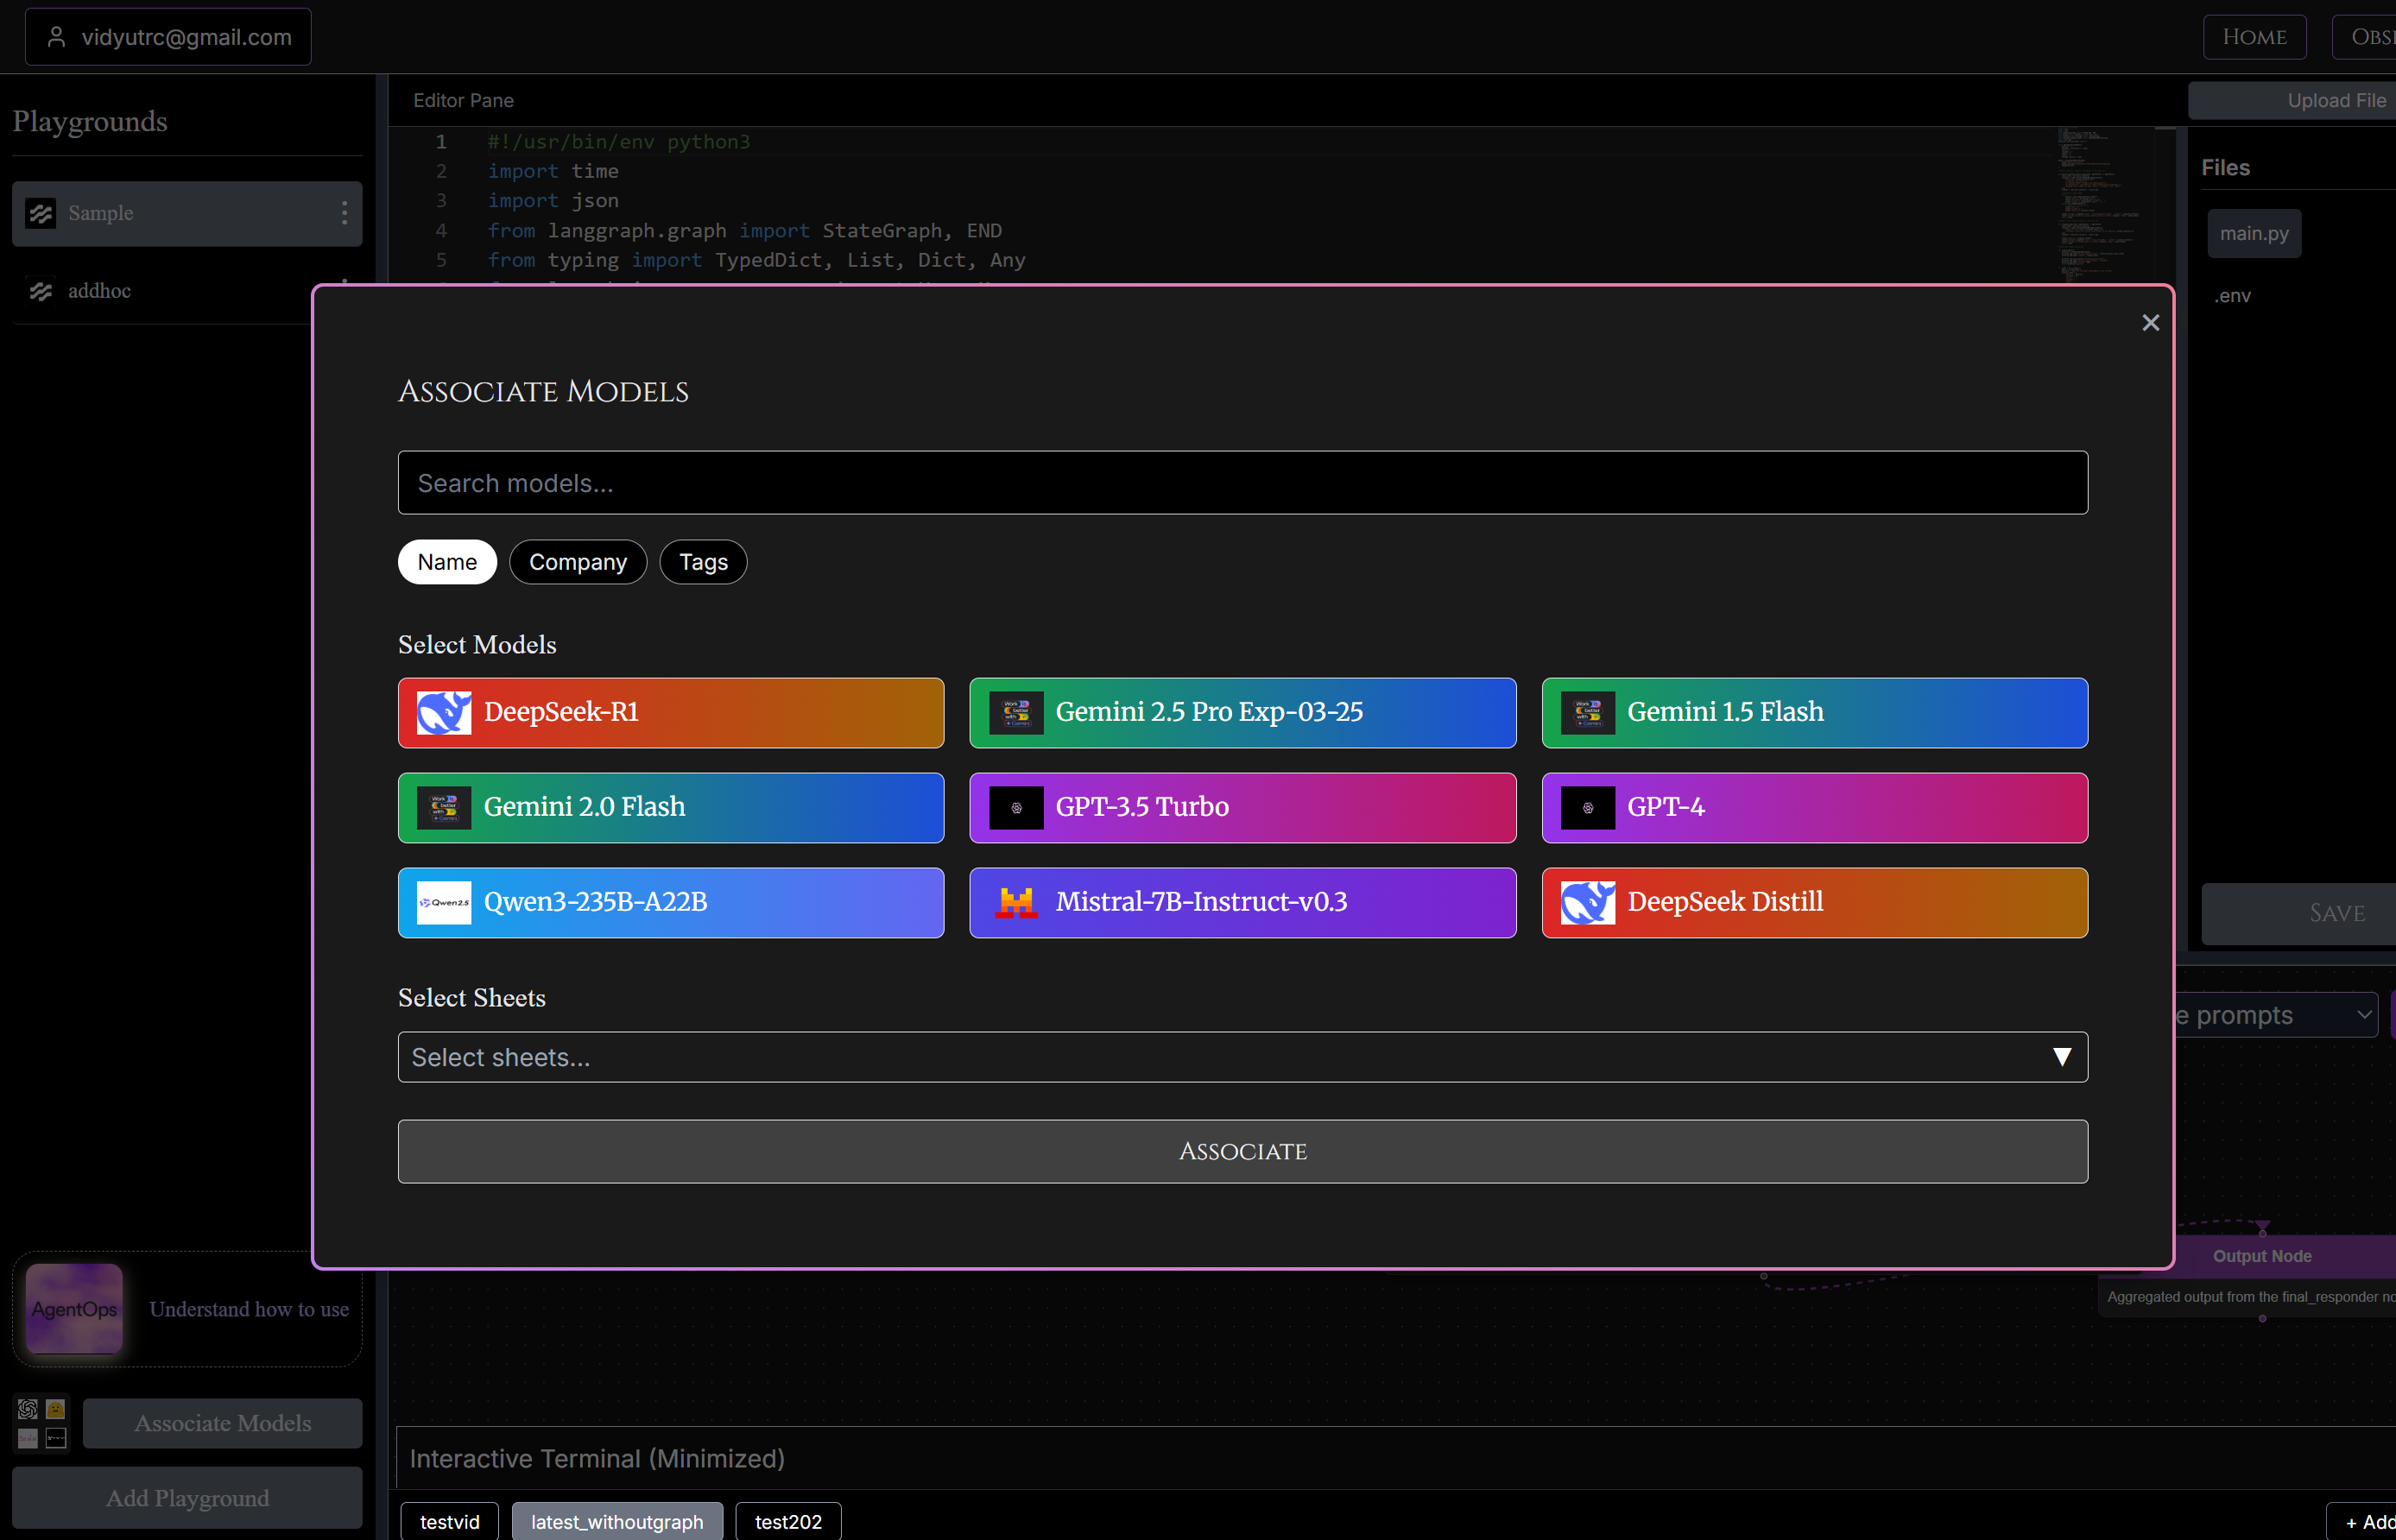 vidyutrc@gmail.com
HOME
Playgrounds
Editor Pane
Upload File
1 #!/usr/bin/env python3
2 import time
3 import json
4 from langgraph.graph import StateGraph, END
5 from typing import TypedDict, List, Dict, Any
Files
main.py
.env
Sample
addhoc
ASSOCIATE MODELS
Search models...
Name
Company
Tags
Select Models
DeepSeek-R1
Gemini 2.5 Pro Exp-03-25
Gemini 1.5 Flash
Gemini 2.0 Flash
GPT-3.5 Turbo
GPT-4
Qwen2.5
Qwen3-235B-A22B
Mistral-7B-Instruct-v0.3
DeepSeek Distill
Select Sheets
Select sheets...
ASSOCIATE
SAVE
e prompts
Output Node
Aggregated output from the final_responder
AgentOps
Understand how to use
Associate Models
Add Playground
Interactive Terminal (Minimized)
testvid
latest_withoutgraph
test202
+ Add